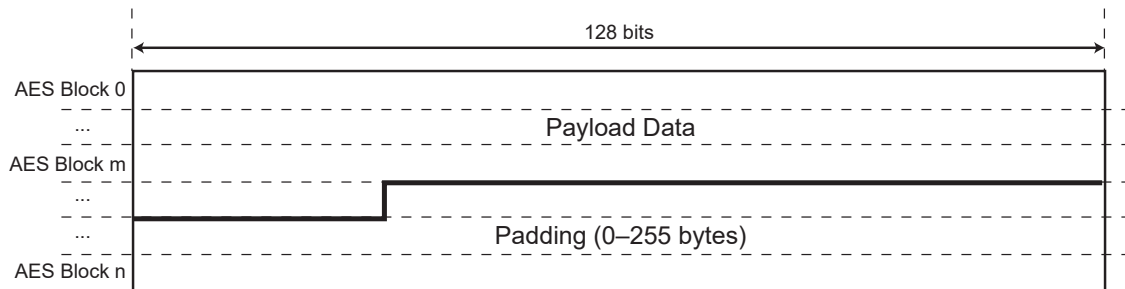 128 bits
AES Block 0
...
Payload Data
AES Block m
...
...
Padding (0–255 bytes)
AES Block n